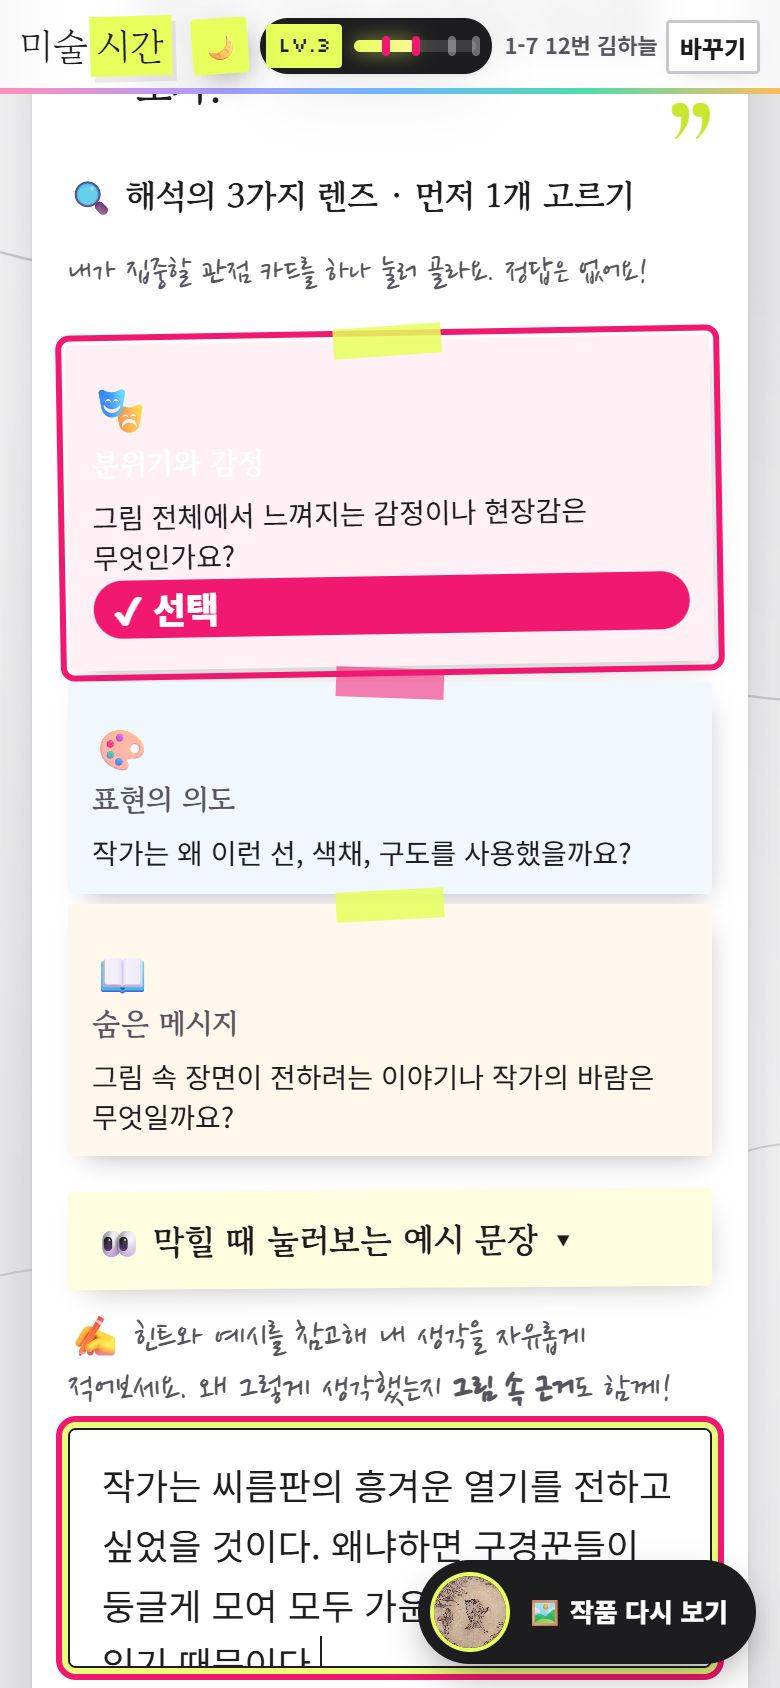 미술 시간 LV.3 1-7 12번 김하늘 바꾸기
”
해석의 3가지 렌즈 · 먼저 1개 고르기
내가 집중할 관점 카드를 하나 눌러 골라요. 정답은 없어요!
분위기와 감정
그림 전체에서 느껴지는 감정이나 현장감은
무엇인가요?
✓ 선택
표현의 의도
작가는 왜 이런 선, 색채, 구도를 사용했을까요?
숨은 메시지
그림 속 장면이 전하려는 이야기나 작가의 바람은
무엇일까요?
막힐 때 눌러보는 예시 문장 ▼
힌트와 예시를 참고해 내 생각을 자유롭게
적어보세요. 왜 그렇게 생각했는지 그림 속 근거도 함께!
작가는 씨름판의 흥겨운 열기를 전하고
싶었을 것이다. 왜냐하면 구경꾼들이
둥글게 모여 모두
있기 때문이다.
작품 다시 보기